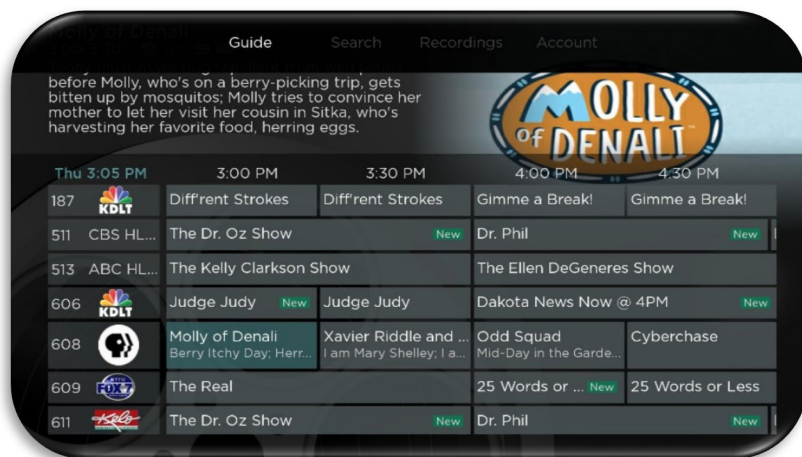 Molly of Denali
Guide Search Recordings Account
before Molly, who's on a berry-picking trip, gets
bitten up by mosquitos; Molly tries to convince her
mother to let her visit her cousin in Sitka, who's
harvesting her favorite food, herring eggs.
MOLLY
OF DENALI
Thu 3:05 PM 3:00 PM 3:30 PM 4:00 PM 4:30 PM
187 KDLT Diff'rent Strokes Diff'rent Strokes Gimme a Break! Gimme a Break!
511 CBS HL... The Dr. Oz Show New Dr. Phil New
513 ABC HL... The Kelly Clarkson Show The Ellen DeGeneres Show
606 KDLT Judge Judy New Judge Judy Dakota News Now @ 4PM New
608 Molly of Denali Xavier Riddle and ... Odd Squad Cyberchase
Berry Itchy Day; Herr... I am Mary Shelley; I a... Mid-Day in the Garde...
609 FOX 7 The Real 25 Words or ... New 25 Words or Less
611 Kelo The Dr. Oz Show New Dr. Phil New